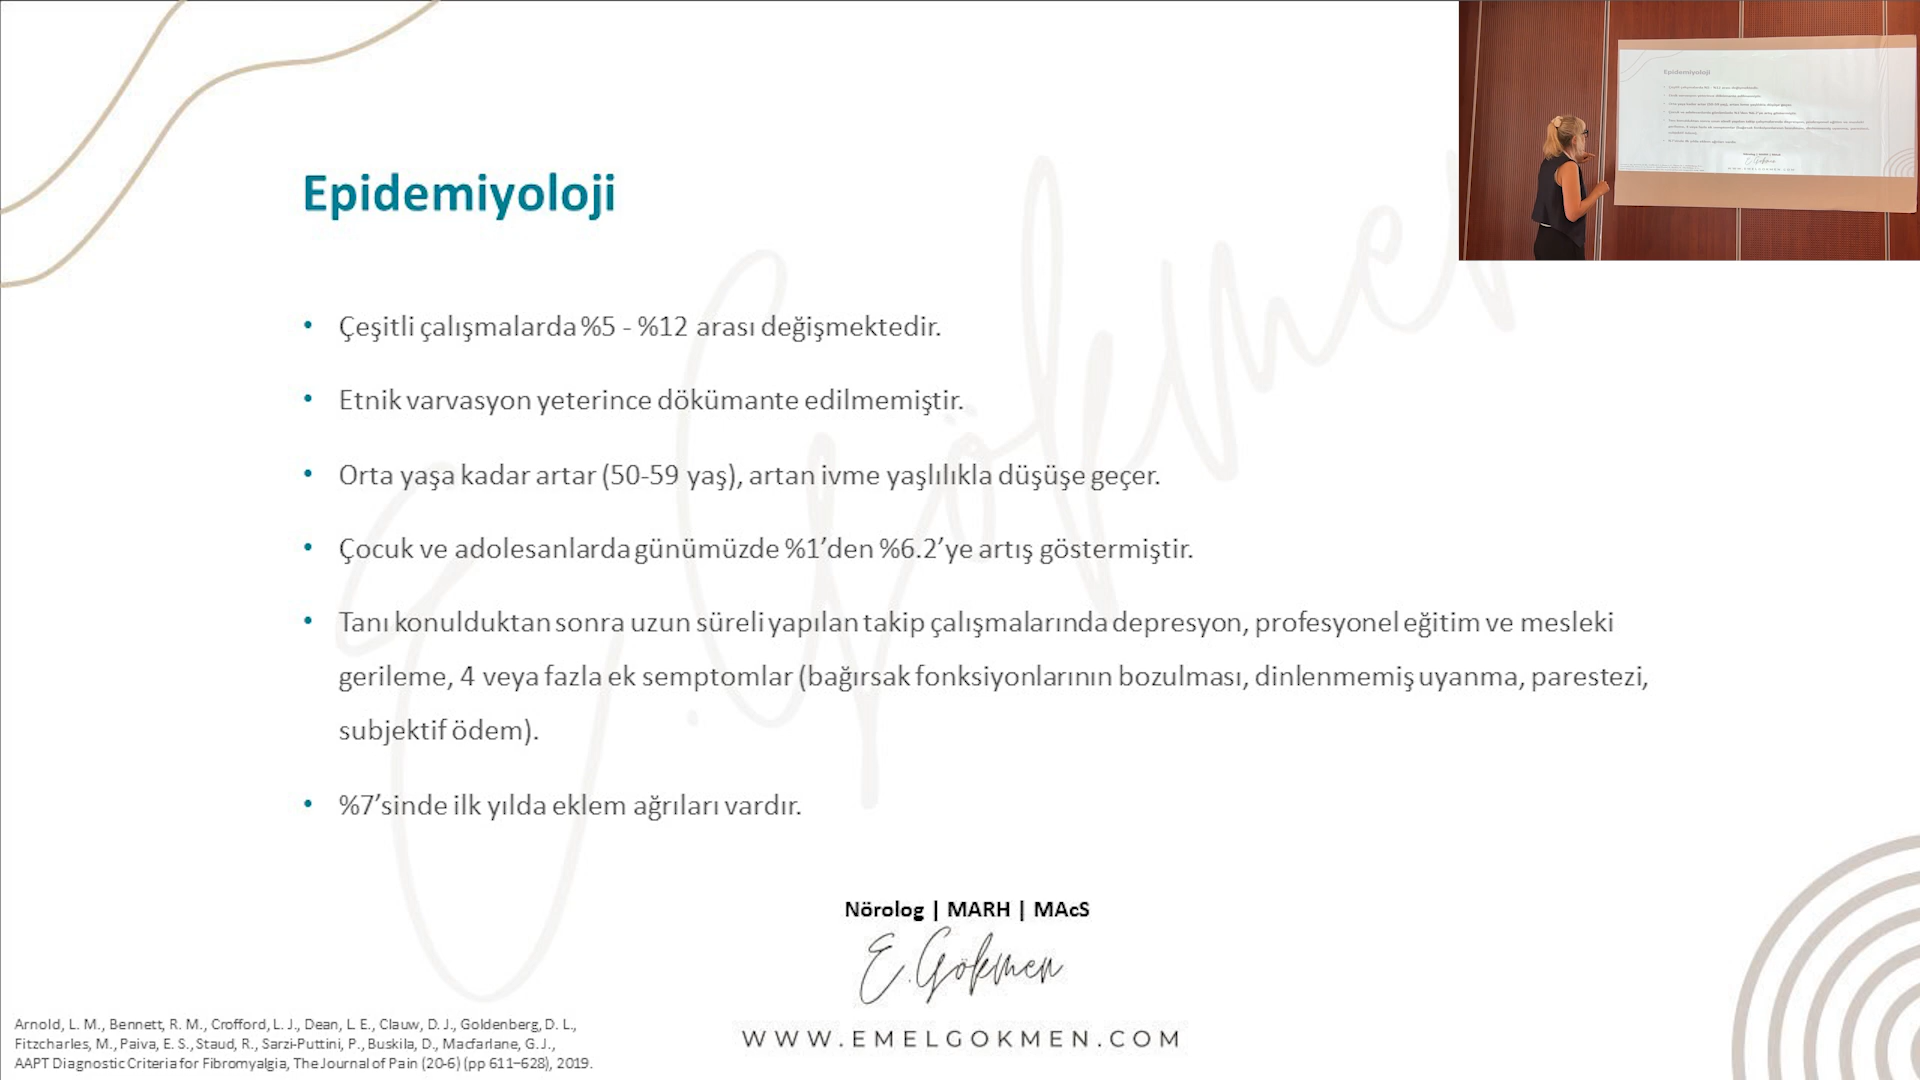 Epidemiyoloji
• Çeşitli çalışmalarda %5 - %12 arası değişmektedir.
• Etnik varvasyon yeterince dökümante edilmemiştir.
• Orta yaşa kadar artar (50-59 yaş), artan ivme yaşlılıkla düşüşe geçer.
• Çocuk ve adolesanlarda günümüzde %1’den %6.2’ye artış göstermiştir.
• Tanı konulduktan sonra uzun süreli yapılan takip çalışmalarında depresyon, profesyonel eğitim ve mesleki
gerileme, 4 veya fazla ek semptomlar (bağırsak fonksiyonlarının bozulması, dinlenmemiş uyanma, parestezi,
subjektif ödem).
• %7’sinde ilk yılda eklem ağrıları vardır.
Nörolog | MARH | MAcS
E.Gökmen
WWW.EMELGOKMEN.COM
Arnold, L. M., Bennett, R. M., Crofford, L. J., Dean, L. E., Clauw, D. J., Goldenberg, D. L.,
Fitzcharles, M., Paiva, E. S., Staud, R., Sarzi-Puttini, P., Buskila, D., Macfarlane, G. J.,
AAPT Diagnostic Criteria for Fibromyalgia, The Journal of Pain (20-6) (pp 611–628), 2019.
E.Gökmen
Epidemiyoloji